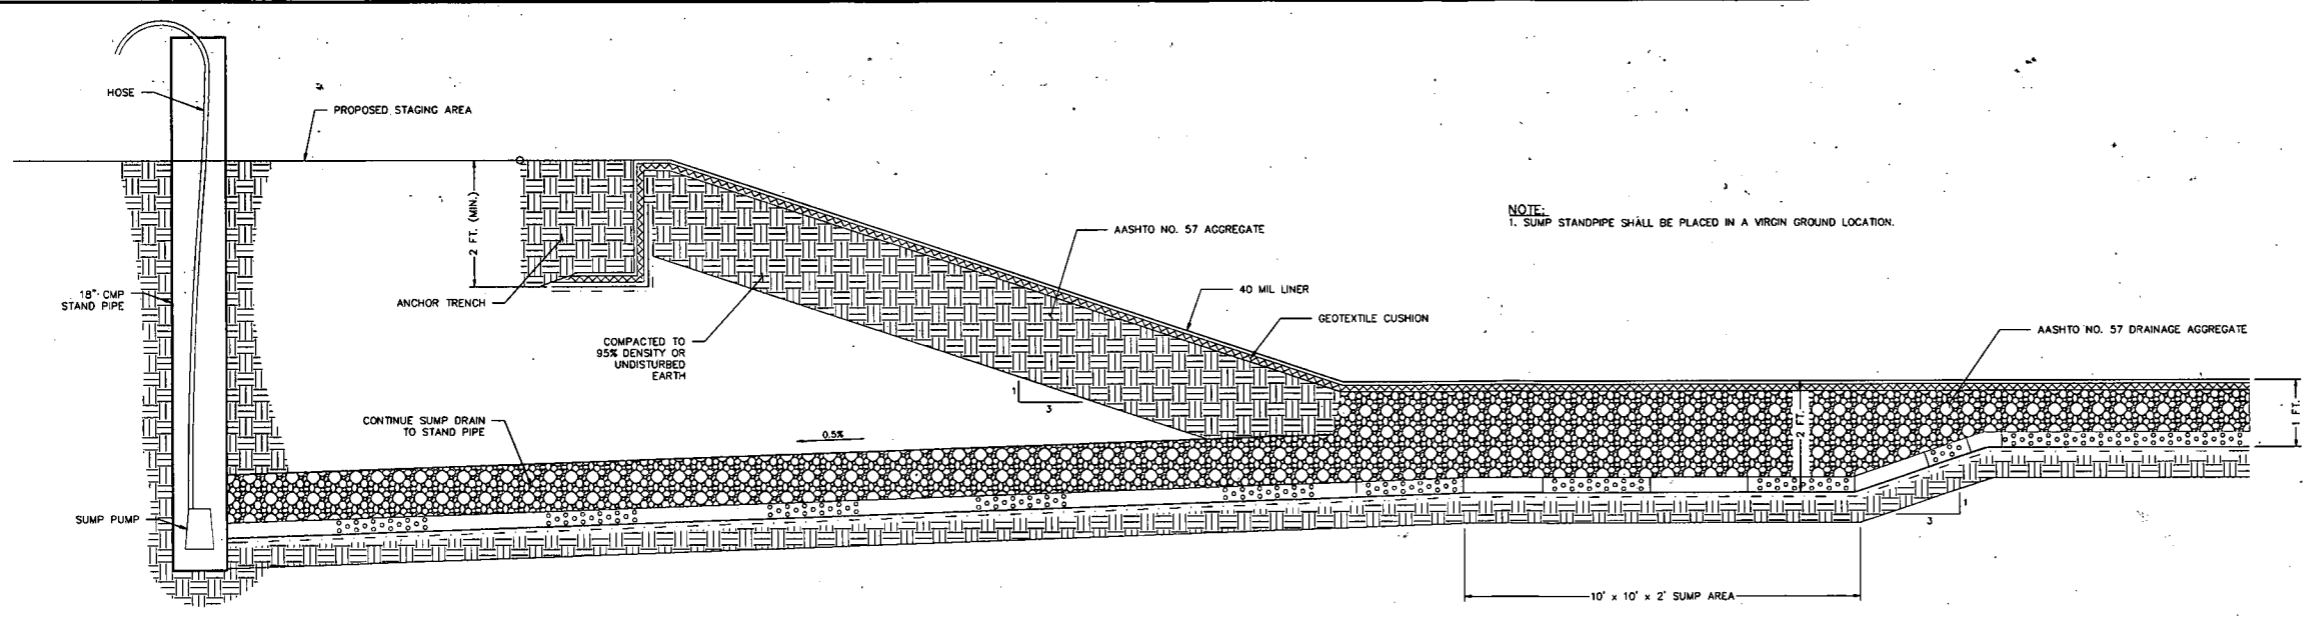 HOSE
PROPOSED STAGING AREA
2 FT. (MIN.)
NOTE:
1. SUMP STANDPIPE SHALL BE PLACED IN A VIRGIN GROUND LOCATION.
AASHTO NO. 57 AGGREGATE
18" CMP
STAND PIPE
ANCHOR TRENCH
40 MIL LINER
GEOTEXTILE CUSHION
AASHTO NO. 57 DRAINAGE AGGREGATE
COMPACTED TO
95% DENSITY OR
UNDISTURBED
EARTH
1
3
2 FT.
1 FT.
CONTINUE SUMP DRAIN
TO STAND PIPE
0.5%
SUMP PUMP
1
3
10' x 10' x 2' SUMP AREA